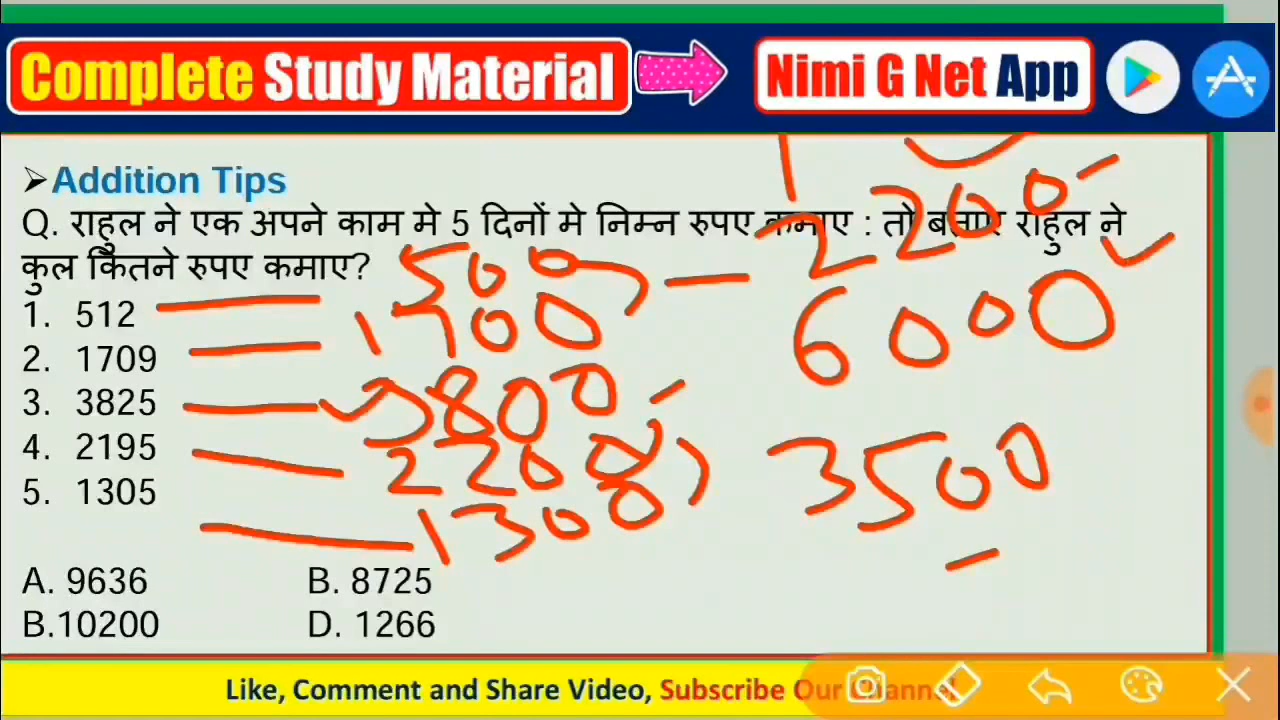 Complete Study Material Nimi G Net App
➢Addition Tips
Q. राहुल ने एक अपने काम मे 5 दिनों मे निम्न रुपए कमाए : तो बताए राहुल ने
कुल कितने रुपए कमाए?
1. 512
500
2200
2. 1709
1700
6000
3. 3825
3800
4. 2195
2200
3500
5. 1305
1300
A. 9636 B. 8725
B.10200 D. 1266
Like, Comment and Share Video, Subscribe Our Channel